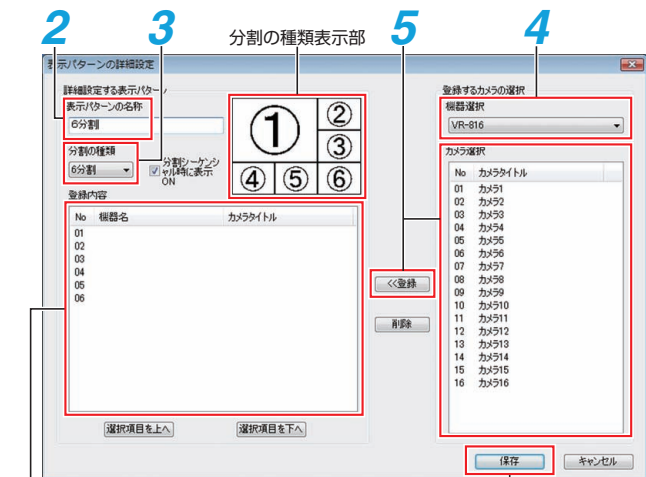 2 3 分割の種類表示部 5 4
表示パターンの詳細設定
詳細設定する表示パターン
表示パターンの名称
6分割
分割の種類
6分割
分割シーケンシャル時に表示
ON
① ② ③ ④ ⑤ ⑥
登録内容
No 機器名 カメラタイトル
01
02
03
04
05
06
選択項目を上へ 選択項目を下へ
<<登録
削除
登録するカメラの選択
機器選択
VR-816
カメラ選択
No カメラタイトル
01 カメラ1
02 カメラ2
03 カメラ3
04 カメラ4
05 カメラ5
06 カメラ6
07 カメラ7
08 カメラ8
09 カメラ9
10 カメラ10
11 カメラ11
12 カメラ12
13 カメラ13
14 カメラ14
15 カメラ15
16 カメラ16
保存 キャンセル